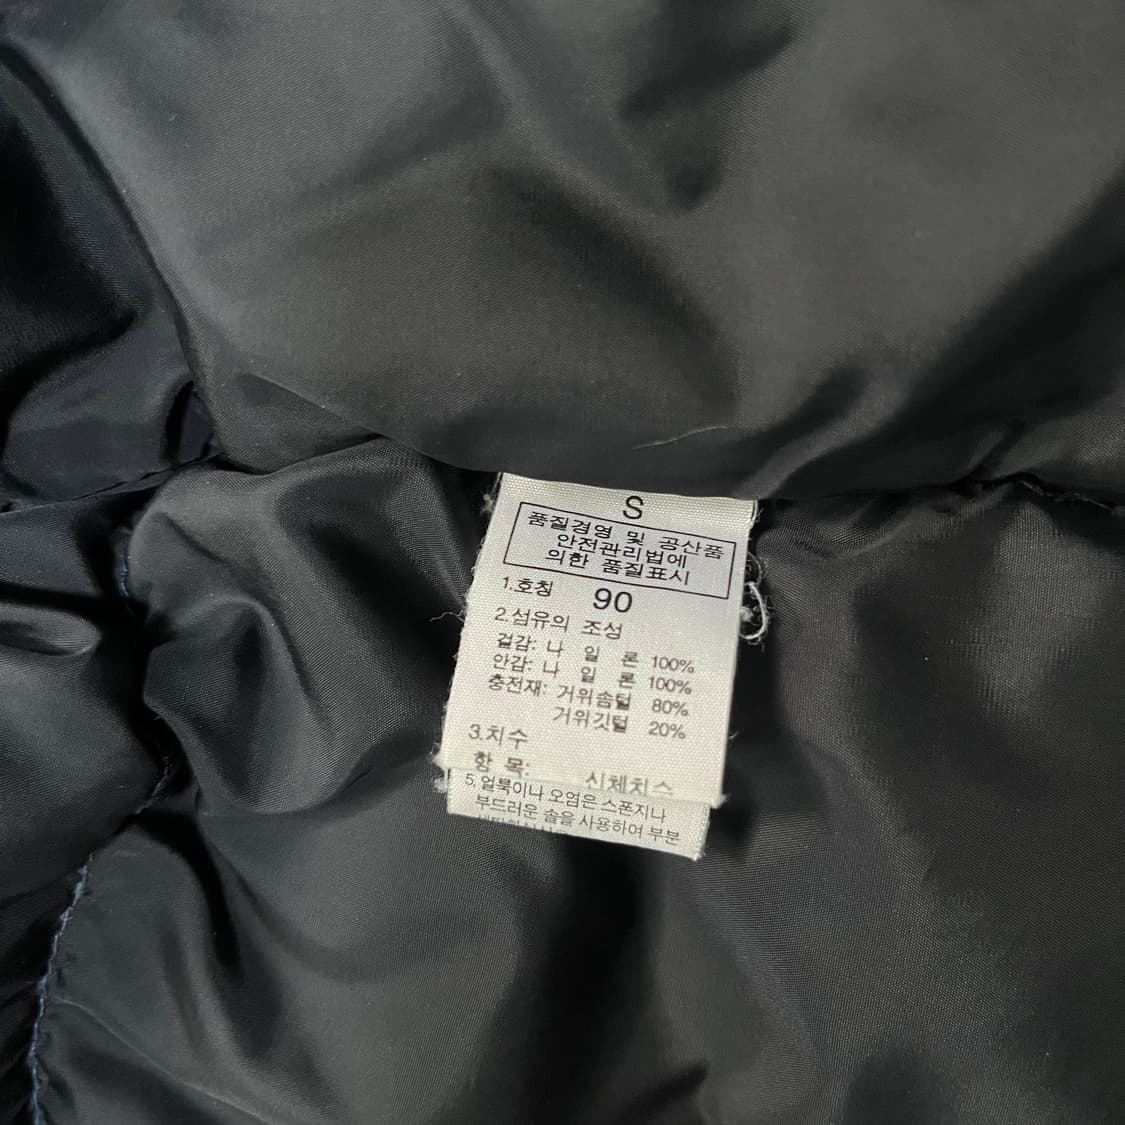 S
품질경영 및 공산품
안전관리법에
의한 품질표시
1.호칭 90
2.섬유의 조성
겉감: 나 일 론 100%
안감: 나 일 론 100%
충전재: 거위솜털 80%
거위깃털 20%
3.치수
항 목: 신체치수
5. 얼룩이나 오염은 스폰지나
부드러운 솔을 사용하여 부분